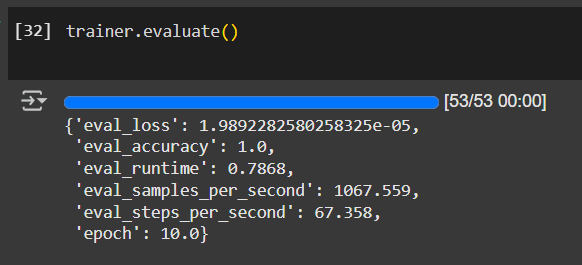 [32] trainer.evaluate()
[53/53 00:00]
{'eval_loss': 1.9892282580258325e-05,
'eval_accuracy': 1.0,
'eval_runtime': 0.7868,
'eval_samples_per_second': 1067.559,
'eval_steps_per_second': 67.358,
'epoch': 10.0}